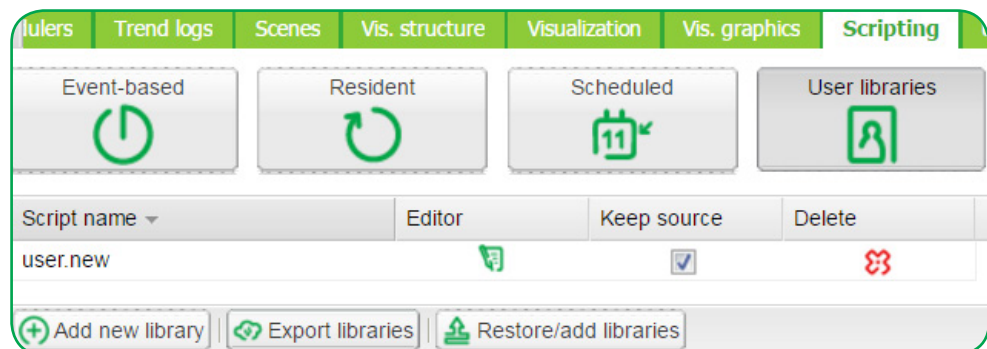 Trend logs Scenes Vis. structure Visualization Vis. graphics Scripting
Event-based Resident Scheduled User libraries
11
Script name Editor Keep source Delete
user.new
Add new library Export libraries Restore/add libraries